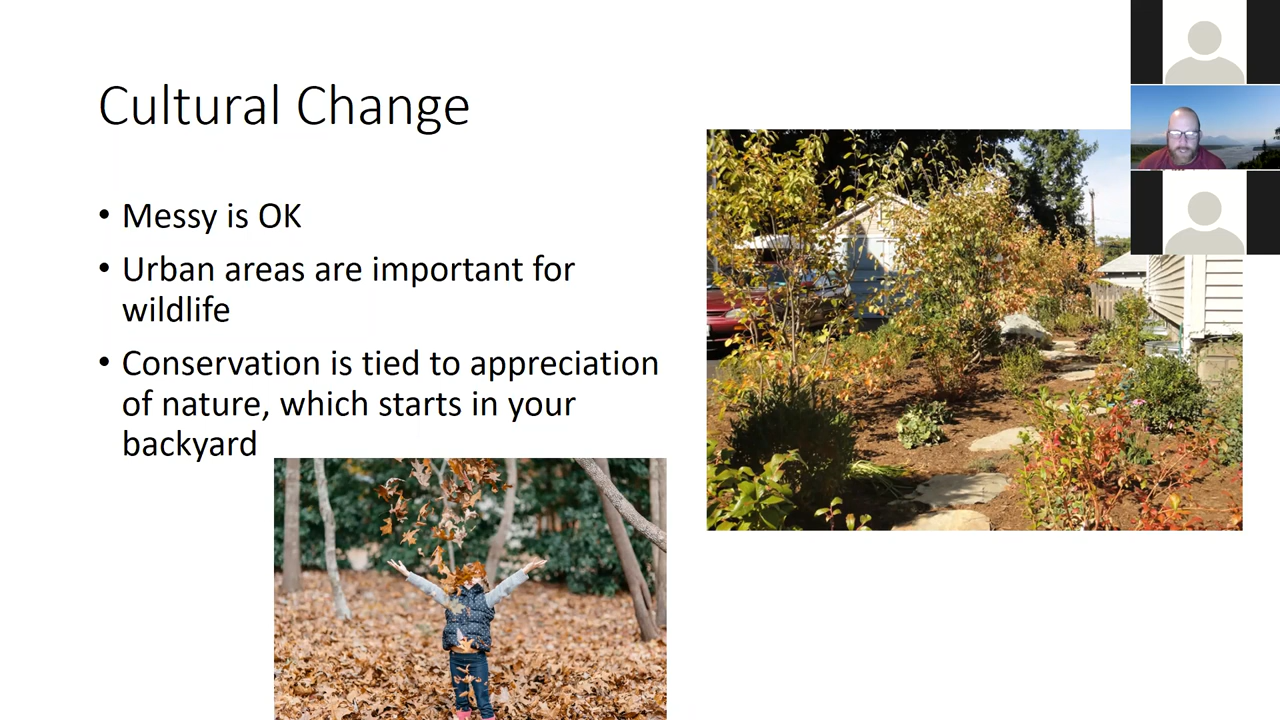 Cultural Change
• Messy is OK
• Urban areas are important for
wildlife
• Conservation is tied to appreciation
of nature, which starts in your
backyard